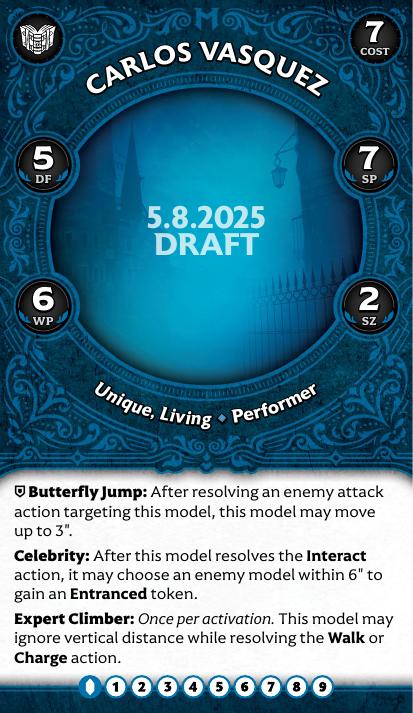 7
COST
CARLOS VASQUEZ
5
DF
7
SP
5.8.2025
DRAFT
6
WP
2
SZ
Unique, Living ◆ Performer
Butterfly Jump: After resolving an enemy attack
action targeting this model, this model may move
up to 3".
Celebrity: After this model resolves the Interact
action, it may choose an enemy model within 6" to
gain an Entranced token.
Expert Climber: Once per activation. This model may
ignore vertical distance while resolving the Walk or
Charge action.
1 2 3 4 5 6 7 8 9